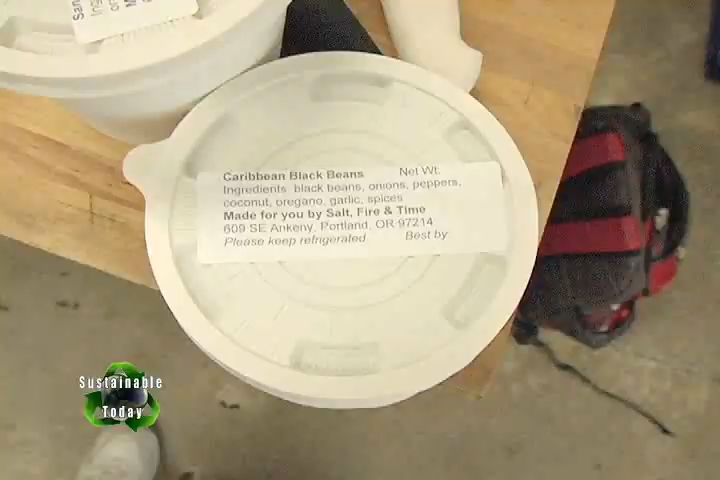 San
Caribbean Black Beans Net Wt.
Ingredients: black beans, onions, peppers,
coconut, oregano, garlic, spices
Made for you by Salt, Fire & Time
609 SE Ankeny, Portland, OR 97214
Please keep refrigerated Best by
Sustainable
Today